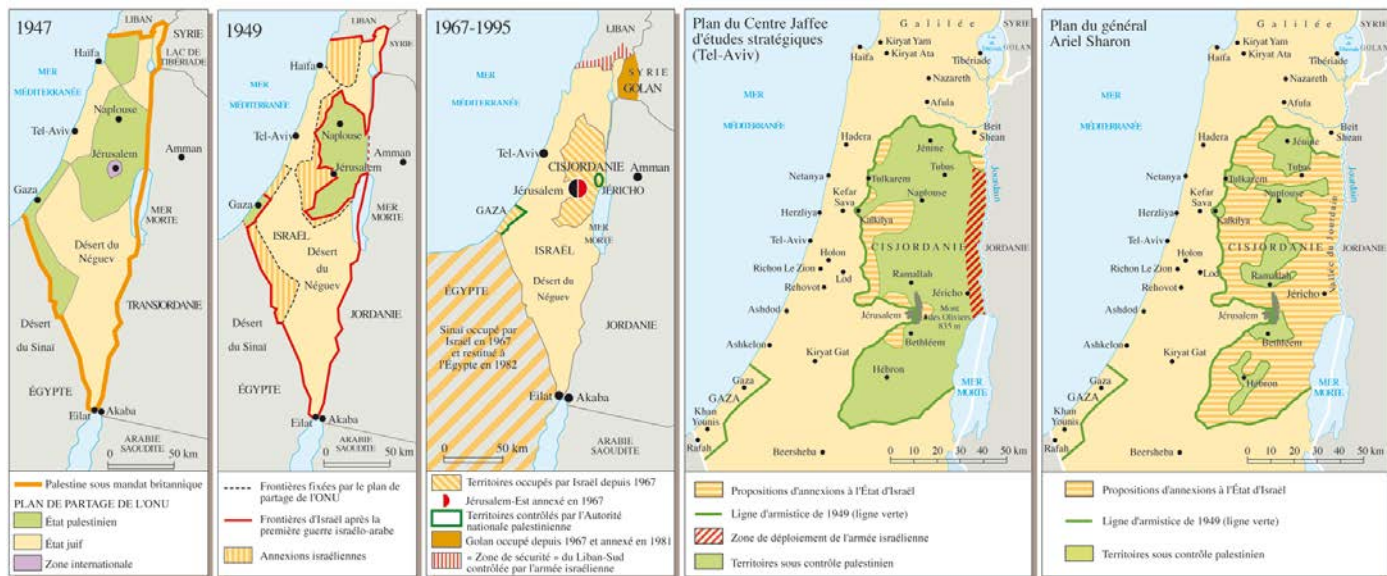 1947
LIBAN
SYRIE
Haïfa
LAC DE
TIBÉRIADE
MER
MÉDITERRANÉE
Naplouse
Tel-Aviv
Jérusalem
Amman
Gaza
MER
MORTE
Désert du
Néguev
TRANSJORDANIE
Désert
du Sinaï
ÉGYPTE
Eilat
Akaba
ARABIE
SAOUDITE
0 50 km
Palestine sous mandat britannique
PLAN DE PARTAGE DE L'ONU
État palestinien
État juif
Zone internationale
1949
LIBAN
SYRIE
Haïfa
MER
MÉDITERRANÉE
Tel-Aviv
Naplouse
Amman
Jérusalem
Gaza
MER
MORTE
ISRAËL
Désert
du
Néguev
JORDANIE
Désert
du Sinaï
ÉGYPTE
Eilat
Akaba
ARABIE
SAOUDITE
0 50 km
Frontières fixées par le plan de
partage de l'ONU
Frontières d'Israël après la
première guerre israélo-arabe
Annexions israéliennes
1967-1995
LIBAN
SYRIE
GOLAN
MER
MÉDITERRANÉE
Tel-Aviv
CISJORDANIE
Amman
Jérusalem
JÉRICHO
GAZA
MER
MORTE
ISRAËL
Désert du
Néguev
ÉGYPTE
Sinaï occupé par
Israël en 1967
et restitué à
l'Égypte en 1982
JORDANIE
Eilat
Akaba
ARABIE
SAOUDITE
0 50 km
Territoires occupés par Israël depuis 1967
Jérusalem-Est annexé en 1967
Territoires contrôlés par l'Autorité
nationale palestinienne
Golan occupé depuis 1967 et annexé en 1981
« Zone de sécurité » du Liban-Sud
contrôlée par l'armée israélienne
Plan du Centre Jaffee
d'études stratégiques
(Tel-Aviv)
Galilée
SYRIE
GOLAN
Kiryat Yam
Haïfa
Kiryat Ata
Tibériade
Nazareth
MER
MÉDITERRANÉE
Afula
Hadera
Beit
Shean
Jénine
Tubas
Netanya
Tulkarem
Naplouse
Jourdain
Kefar
Sava
Herzliya
Kalkilya
Tel-Aviv
CISJORDANIE
JORDANIE
Holon
Richon Le Zion
Lod
Ramallah
Rehovot
Jéricho
Ashdod
Jérusalem
Mont
des Oliviers
835 m
Bethléem
Ashkelon
Kiryat Gat
Hébron
Gaza
GAZA
MER
MORTE
Khan
Younis
Rafah
Beersheba
0 10 20 30 40 50 km
Propositions d'annexions à l'État d'Israël
Ligne d'armistice de 1949 (ligne verte)
Zone de déploiement de l'armée israélienne
Territoires sous contrôle palestinien
Plan du général
Ariel Sharon
Galilée
SYRIE
GOLAN
Kiryat Yam
Haïfa
Kiryat Ata
Tibériade
Nazareth
MER
MÉDITERRANÉE
Afula
Hadera
Beit
Shean
Jénine
Tubas
Netanya
Tulkarem
Naplouse
Jourdain
Kefar
Sava
Herzliya
Kalkilya
Tel-Aviv
CISJORDANIE
Vallée du Jourdain
JORDANIE
Holon
Richon Le Zion
Lod
Ramallah
Rehovot
Jéricho
Ashdod
Jérusalem
Bethléem
Ashkelon
Kiryat Gat
Hébron
Gaza
GAZA
MER
MORTE
Khan
Younis
Rafah
Beersheba
0 10 20 30 40 50 km
Propositions d'annexions à l'État d'Israël
Ligne d'armistice de 1949 (ligne verte)
Territoires sous contrôle palestinien